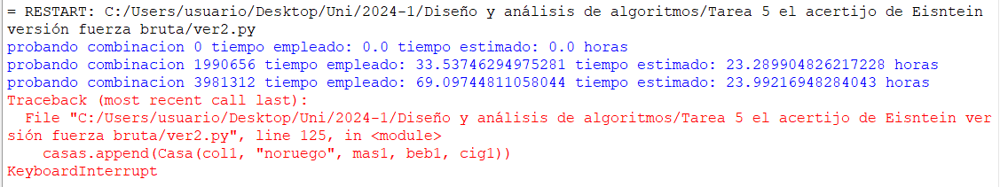 = RESTART: C:/Users/usuario/Desktop/Uni/2024-1/Diseño y análisis de algoritmos/Tarea 5 el acertijo de Eisntein
versión fuerza bruta/ver2.py
probando combinacion 0 tiempo empleado: 0.0 tiempo estimado: 0.0 horas
probando combinacion 1990656 tiempo empleado: 33.53746294975281 tiempo estimado: 23.289904826217228 horas
probando combinacion 3981312 tiempo empleado: 69.09744811058044 tiempo estimado: 23.99216948284043 horas
Traceback (most recent call last):
  File "C:/Users/usuario/Desktop/Uni/2024-1/Diseño y análisis de algoritmos/Tarea 5 el acertijo de Eisntein ver
sión fuerza bruta/ver2.py", line 125, in <module>
    casas.append(Casa(col1, "noruego", mas1, beb1, cig1))
KeyboardInterrupt